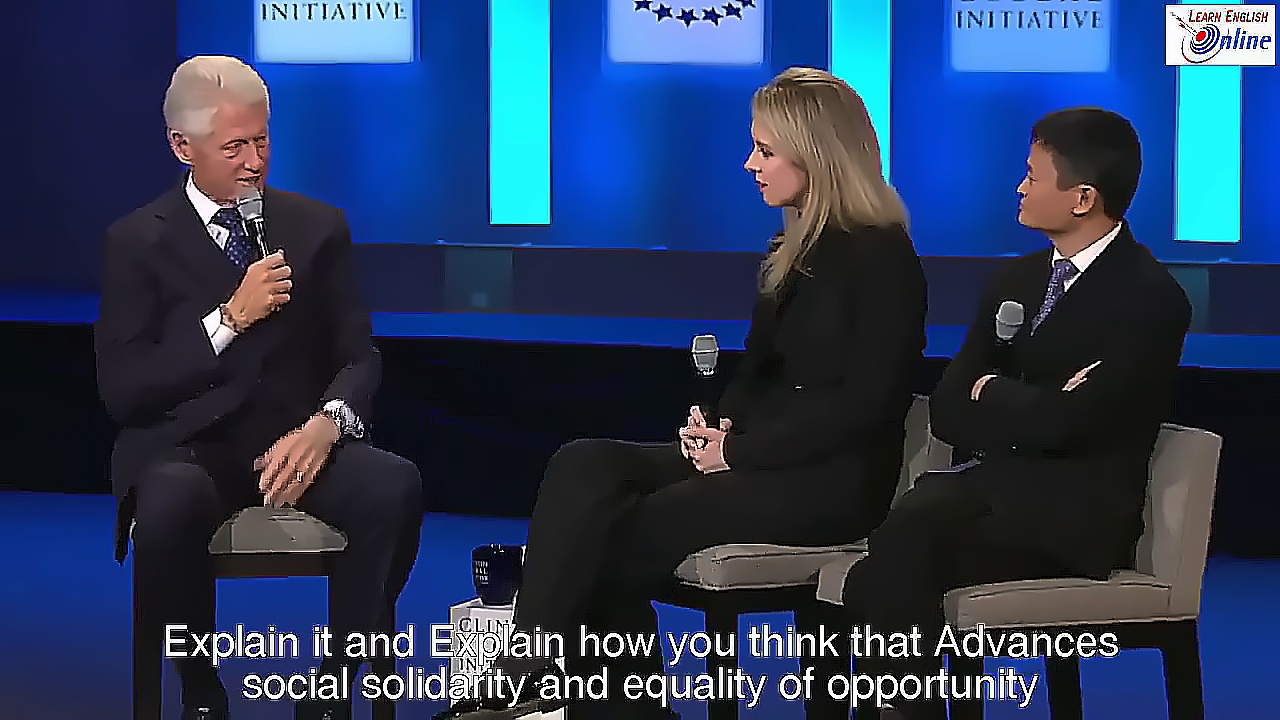 INITIATIVE
INITIATIVE
LEARN ENGLISH
Online
Explain it and Explain how you think that Advances
social solidarity and equality of opportunity